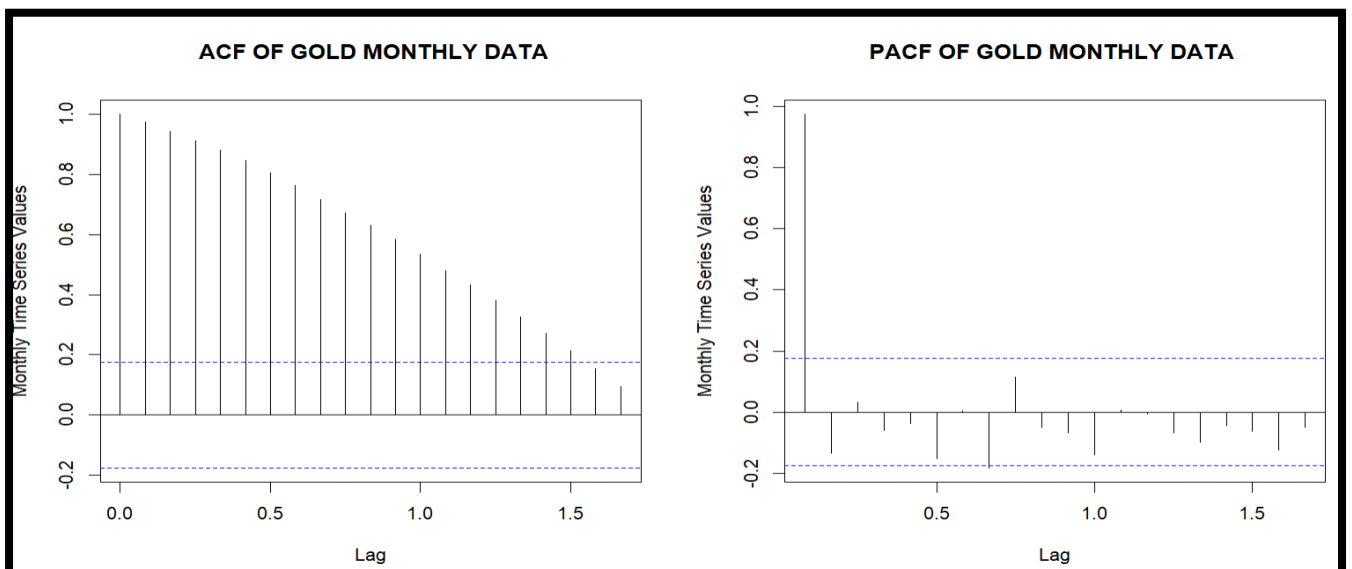 ACF OF GOLD MONTHLY DATA
Monthly Time Series Values
1.0
0.8
0.6
0.4
0.2
0.0
-0.2
0.0 0.5 1.0 1.5
Lag
PACF OF GOLD MONTHLY DATA
Monthly Time Series Values
1.0
0.8
0.6
0.4
0.2
0.0
-0.2
0.5 1.0 1.5
Lag